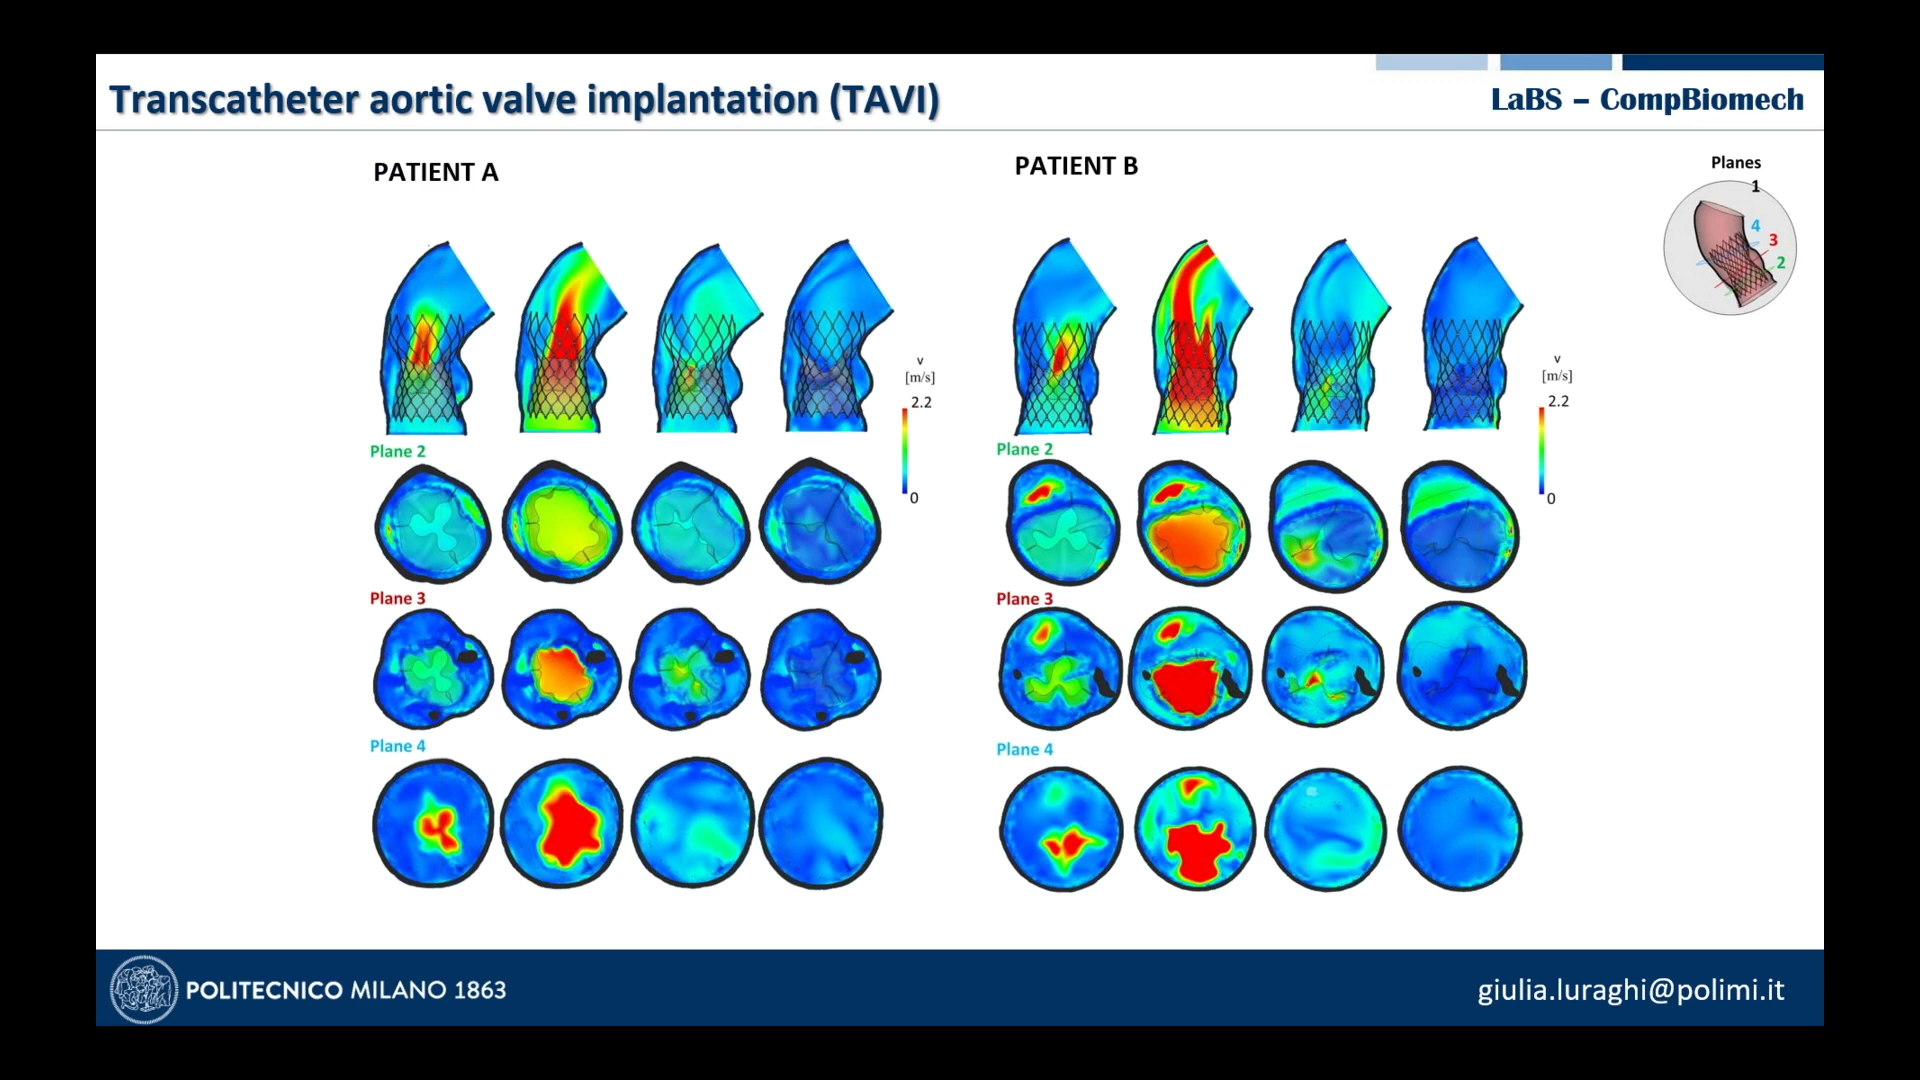 Transcatheter aortic valve implantation (TAVI)
LaBS – CompBiomech
PATIENT A
PATIENT B
Planes
1
4
3
2
v
[m/s]
2.2
0
v
[m/s]
2.2
0
Plane 2
Plane 2
Plane 3
Plane 3
Plane 4
Plane 4
POLITECNICO MILANO 1863
giulia.luraghi@polimi.it